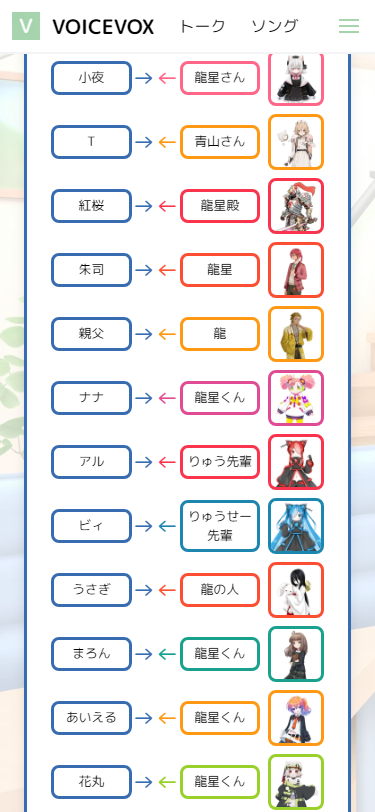 V VOICEVOX トーク ソング
小夜 → ← 龍星さん
T → ← 青山さん
紅桜 → ← 龍星殿
朱司 → ← 龍星
親父 → ← 龍
ナナ → ← 龍星くん
アル → ← りゅう先輩
ビィ → ← りゅうせー
先輩
うさぎ → ← 龍の人
まろん → ← 龍星くん
あいえる → ← 龍星くん
花丸 → ← 龍星くん